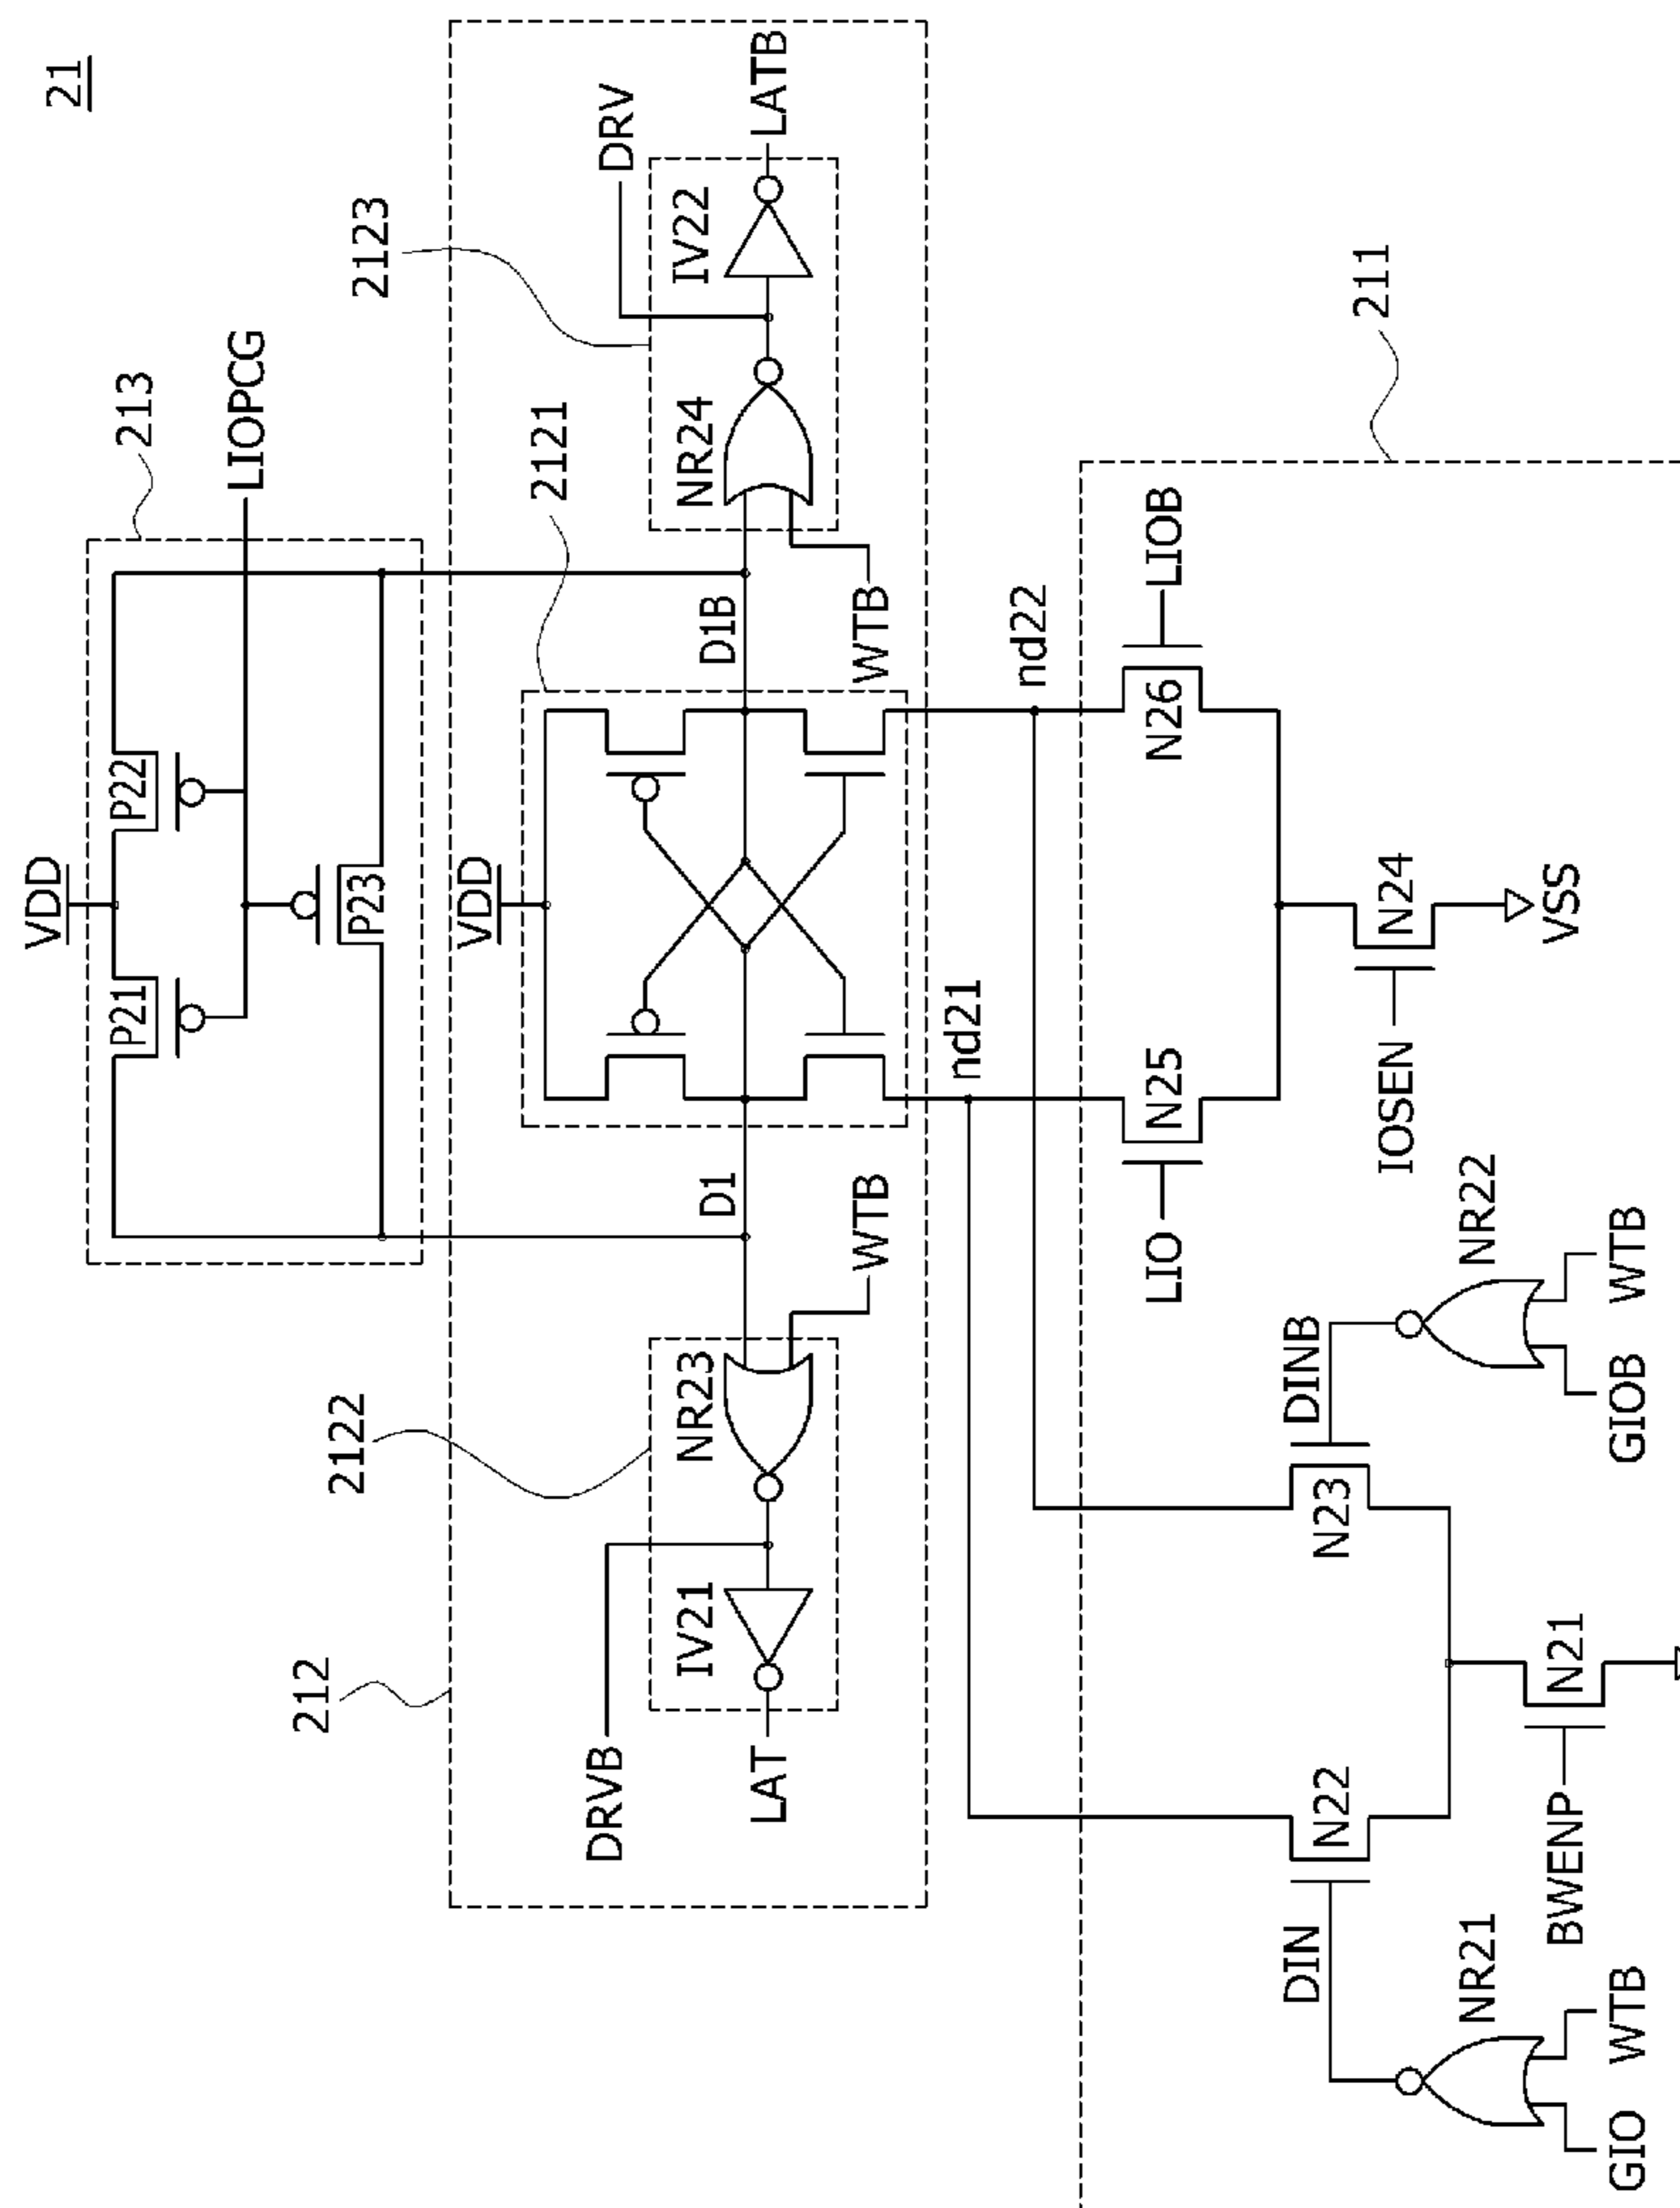 21
VDD
213
P21
P22
LIOPCG
P23
212
2122
VDD
2121
2123
DRVB
DRV
IV21
NR23
D1
D1B
NR24
IV22
LAT
LATB
WTB
WTB
nd21
nd22
211
LIO
N25
N26
LIOB
DIN
N22
DINB
N23
IOSEN
N24
NR21
NR22
VSS
BWENP
N21
GIO
WTB
GIOB
WTB